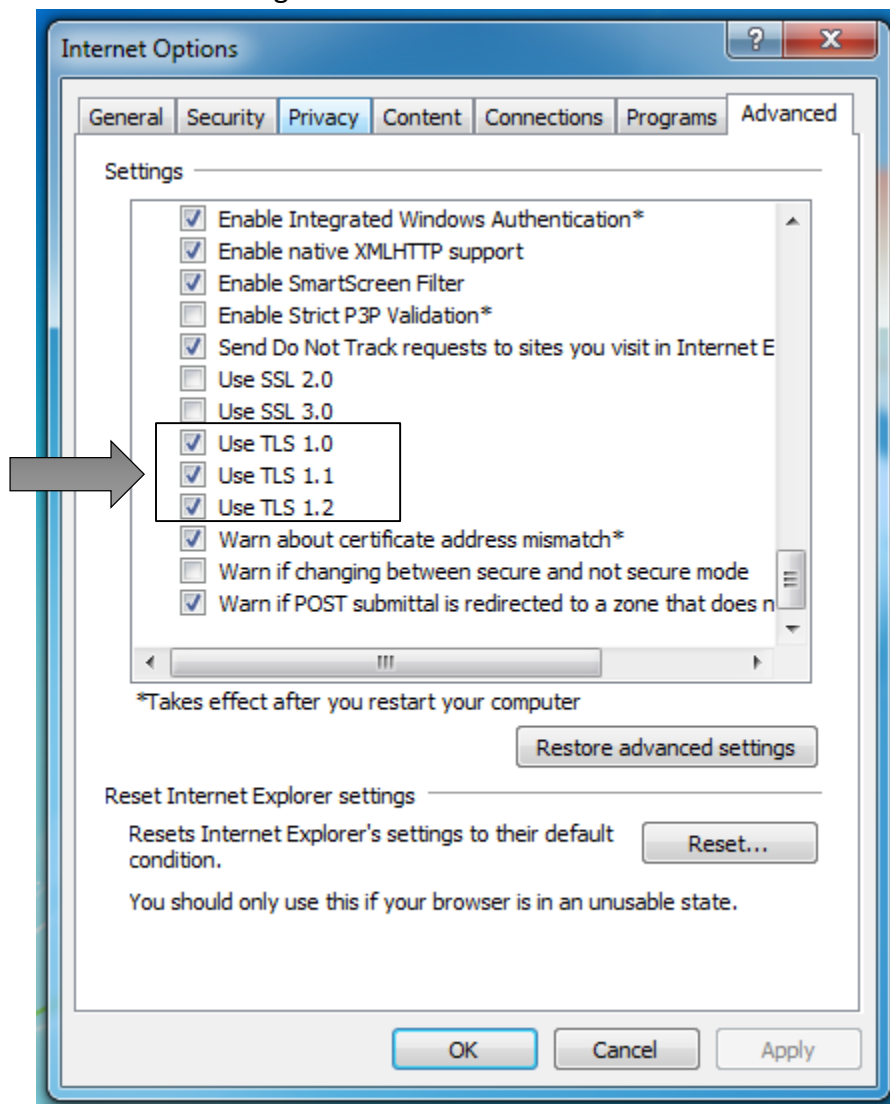 Internet Options
General Security Privacy Content Connections Programs Advanced
Settings
Enable Integrated Windows Authentication*
Enable native XMLHTTP support
Enable SmartScreen Filter
Enable Strict P3P Validation*
Send Do Not Track requests to sites you visit in Internet E
Use SSL 2.0
Use SSL 3.0
Use TLS 1.0
Use TLS 1.1
Use TLS 1.2
Warn about certificate address mismatch*
Warn if changing between secure and not secure mode
Warn if POST submittal is redirected to a zone that does n
*Takes effect after you restart your computer
Restore advanced settings
Reset Internet Explorer settings
Resets Internet Explorer's settings to their default
condition.
Reset...
You should only use this if your browser is in an unusable state.
OK Cancel Apply